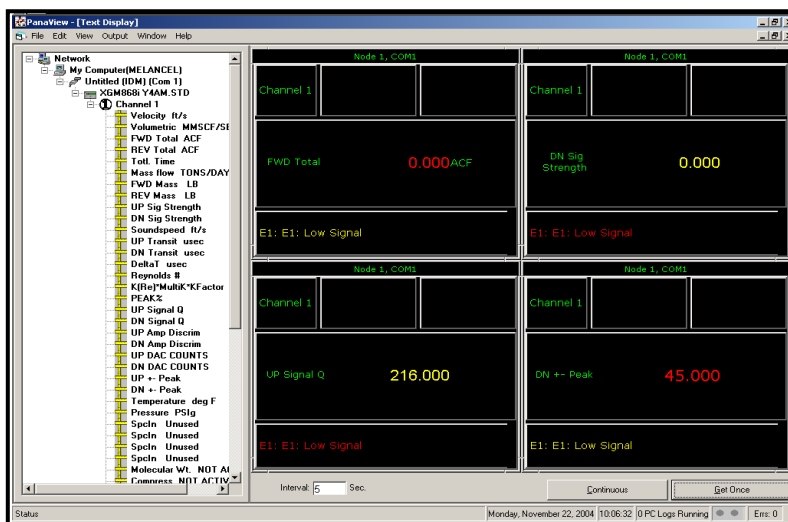 PanaView - [Text Display]
File Edit View Output Window Help
Network
My Computer(MELANCEL)
Untitled (IDM) (Com 1)
XGM868i Y4AM.STD
1 Channel 1
Velocity ft/s
Volumetric MMSCF/SE
FWD Total ACF
REV Total ACF
Totl. Time
Mass flow TONS/DAY
FWD Mass LB
REV Mass LB
UP Sig Strength
DN Sig Strength
Soundspeed ft/s
UP Transit usec
DN Transit usec
DeltaT usec
Reynolds #
K(Re)*MultiK*KFactor
PEAK%
UP Signal Q
DN Signal Q
UP Amp Discrim
DN Amp Discrim
UP DAC COUNTS
DN DAC COUNTS
UP +- Peak
DN +- Peak
Temperature deg F
Pressure PSIg
SpcIn Unused
SpcIn Unused
SpcIn Unused
SpcIn Unused
Molecular Wt. NOT A
Compress NOT ACTIV
Node 1, COM1
Channel 1
FWD Total 0.000 ACF
E1: E1: Low Signal
Node 1, COM1
Channel 1
DN Sig
Strength
0.000
E1: E1: Low Signal
Node 1, COM1
Channel 1
UP Signal Q 216.000
E1: E1: Low Signal
Node 1, COM1
Channel 1
DN +- Peak 45.000
E1: E1: Low Signal
Interval: 5 Sec.
Continuous
Get Once
Status
Monday, November 22, 2004 10:06:32 0 PC Logs Running Errs: 0